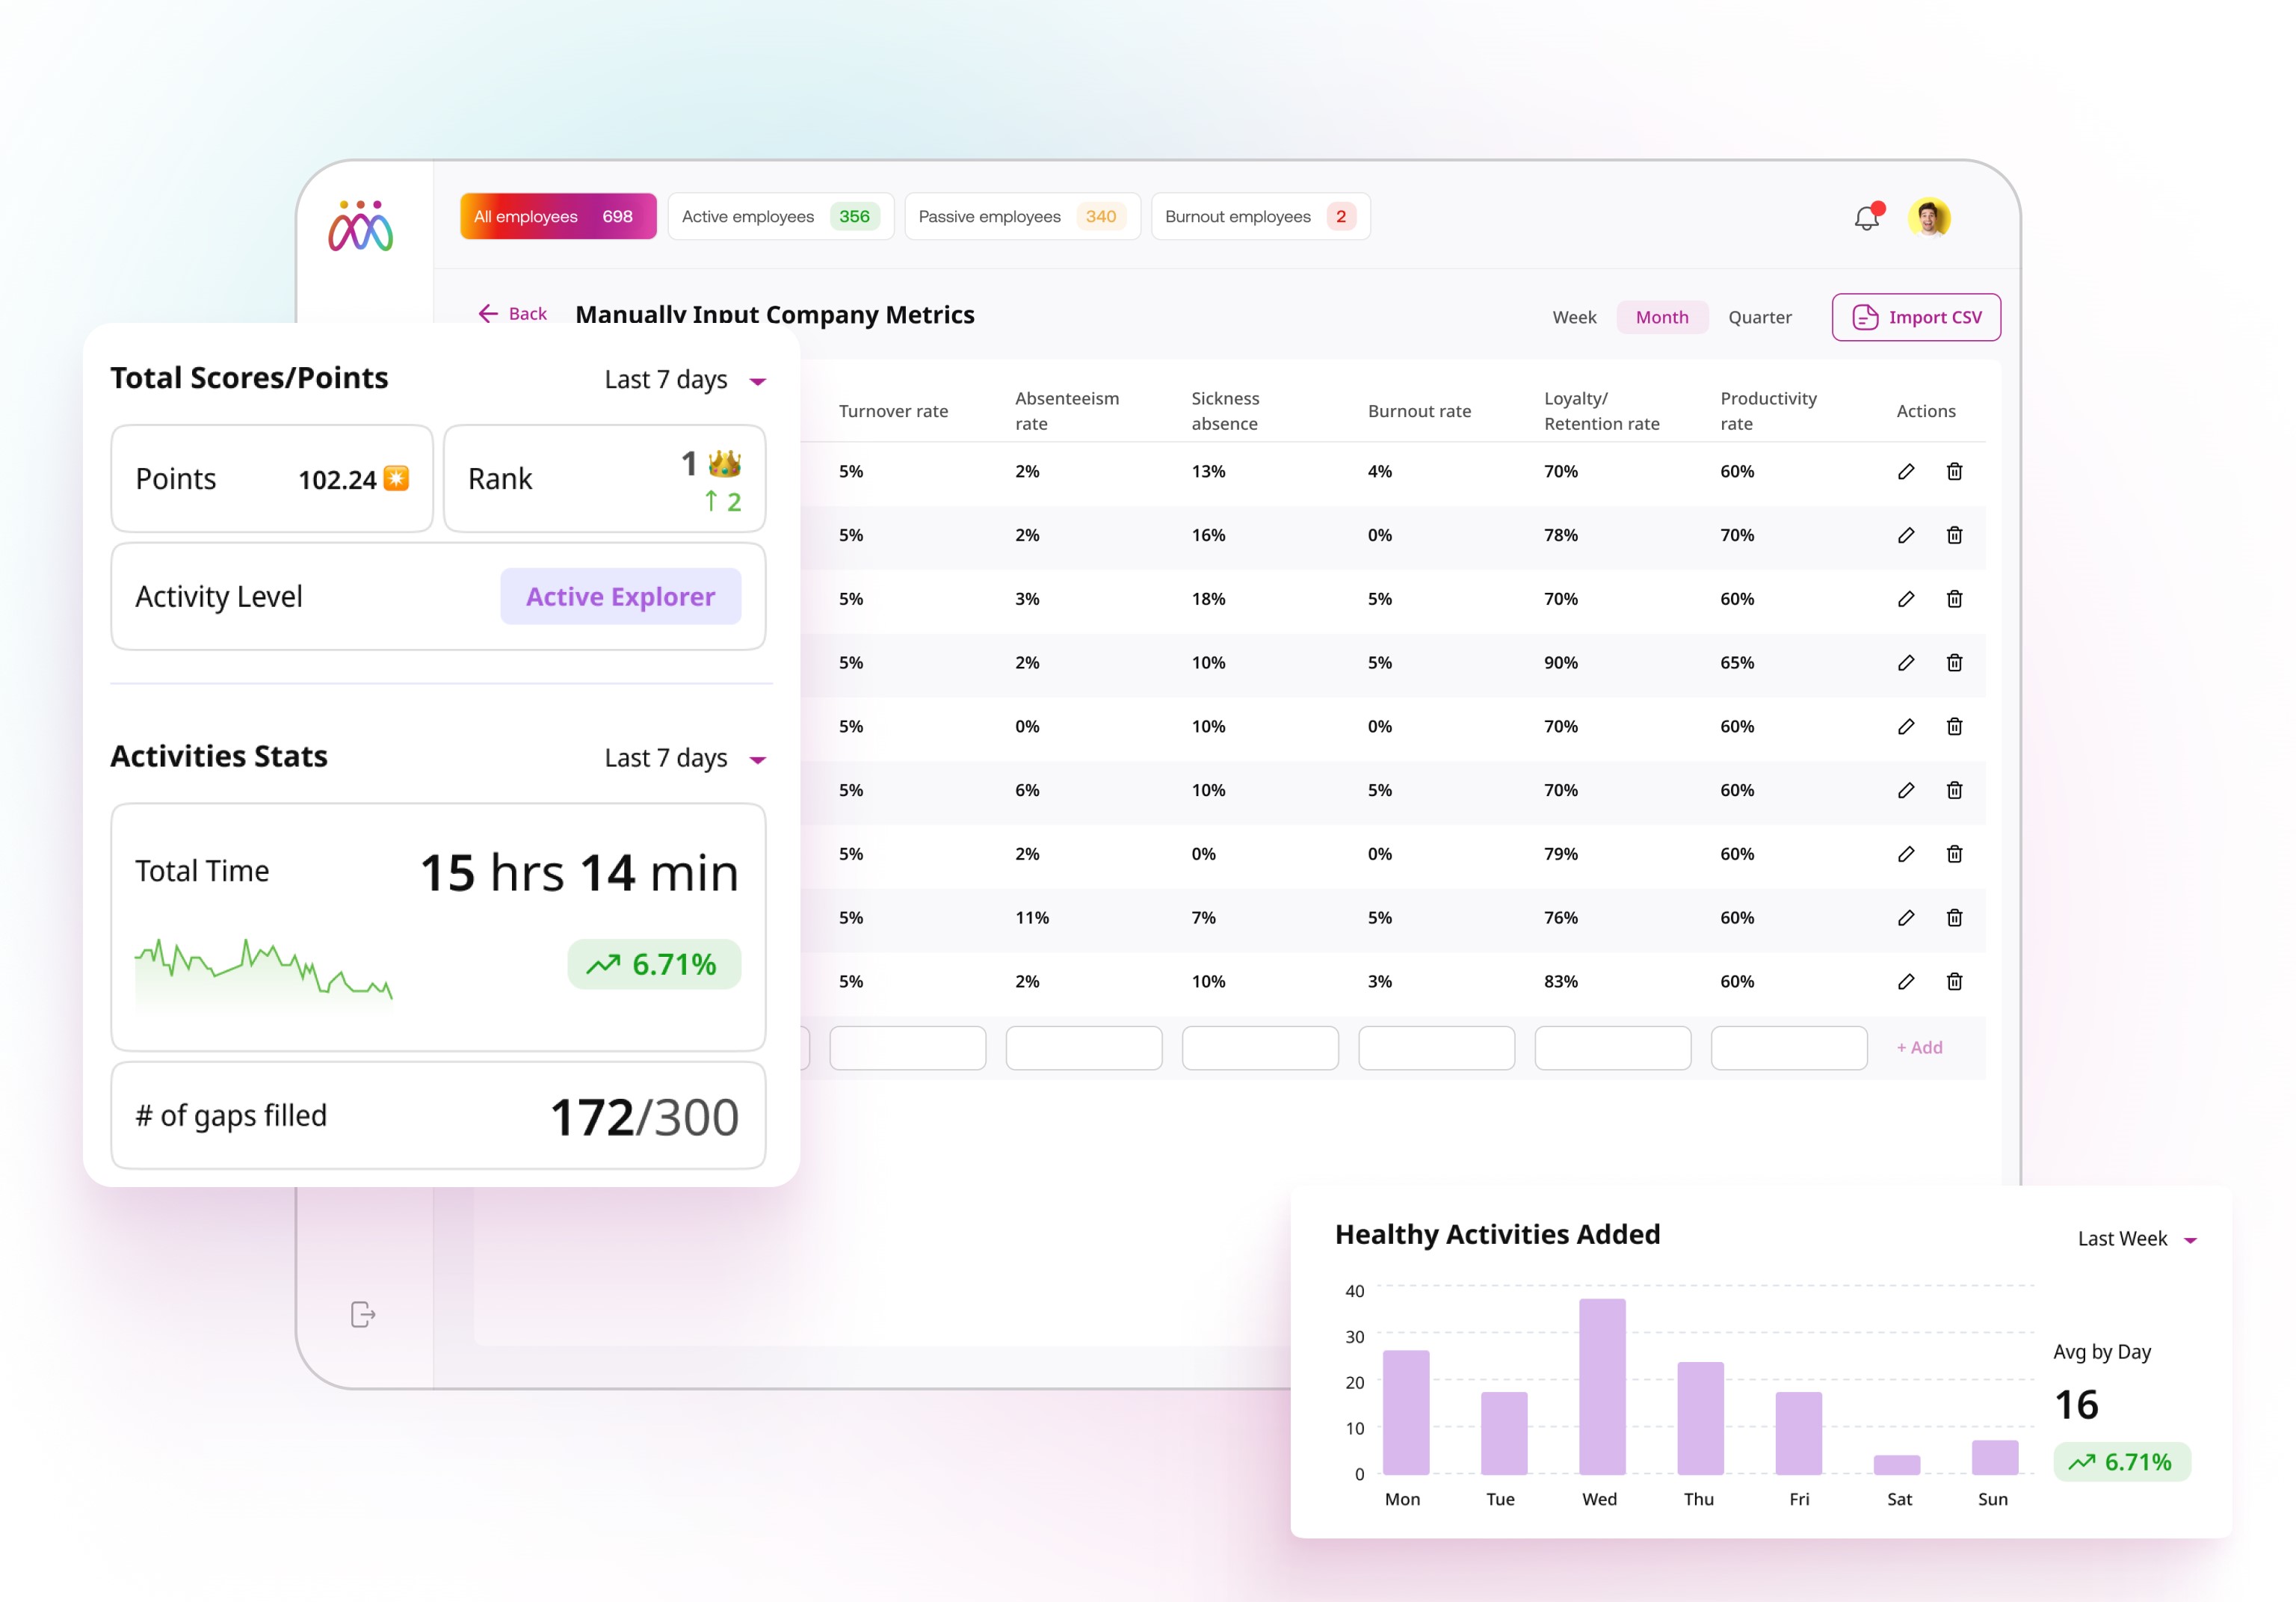 All employees 698 Active employees 356 Passive employees 340 Burnout employees 2
Back Manually Input Company Metrics Week Month Quarter Import CSV
Total Scores/Points Last 7 days
Points 102.24 Rank 1
↑ 2
Activity Level Active Explorer
Activities Stats Last 7 days
Total Time 15 hrs 14 min
6.71%
# of gaps filled 172/300
Turnover rate Absenteeism rate Sickness absence Burnout rate Loyalty/ Retention rate Productivity rate Actions
5% 2% 13% 4% 70% 60%
5% 2% 16% 0% 78% 70%
5% 3% 18% 5% 70% 60%
5% 2% 10% 5% 90% 65%
5% 0% 10% 0% 70% 60%
5% 6% 10% 5% 70% 60%
5% 2% 0% 0% 79% 60%
5% 11% 7% 5% 76% 60%
5% 2% 10% 3% 83% 60%
+ Add
Healthy Activities Added Last Week
40
30
20
10
0
Mon Tue Wed Thu Fri Sat Sun
Avg by Day
16
6.71%